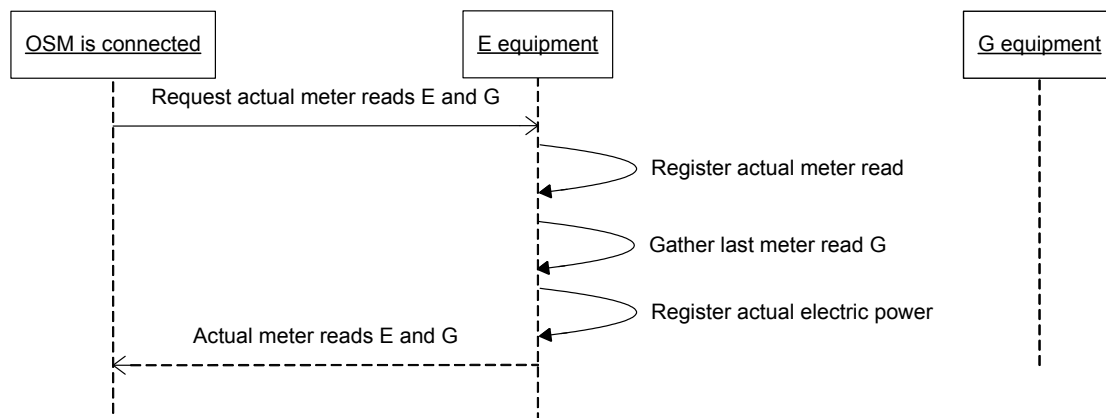 OSM is connected
E equipment
G equipment
Request actual meter reads E and G
Register actual meter read
Gather last meter read G
Register actual electric power
Actual meter reads E and G